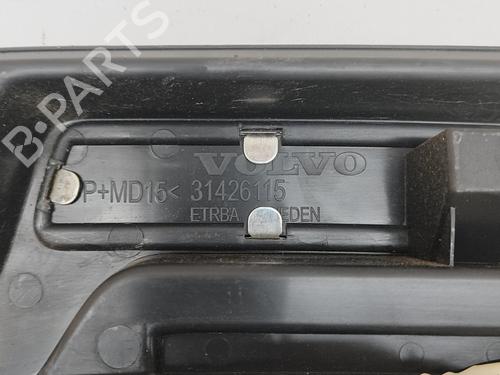 VOLVO
P+MD15< 31426115
ETRBA EDEN
B-PARTS